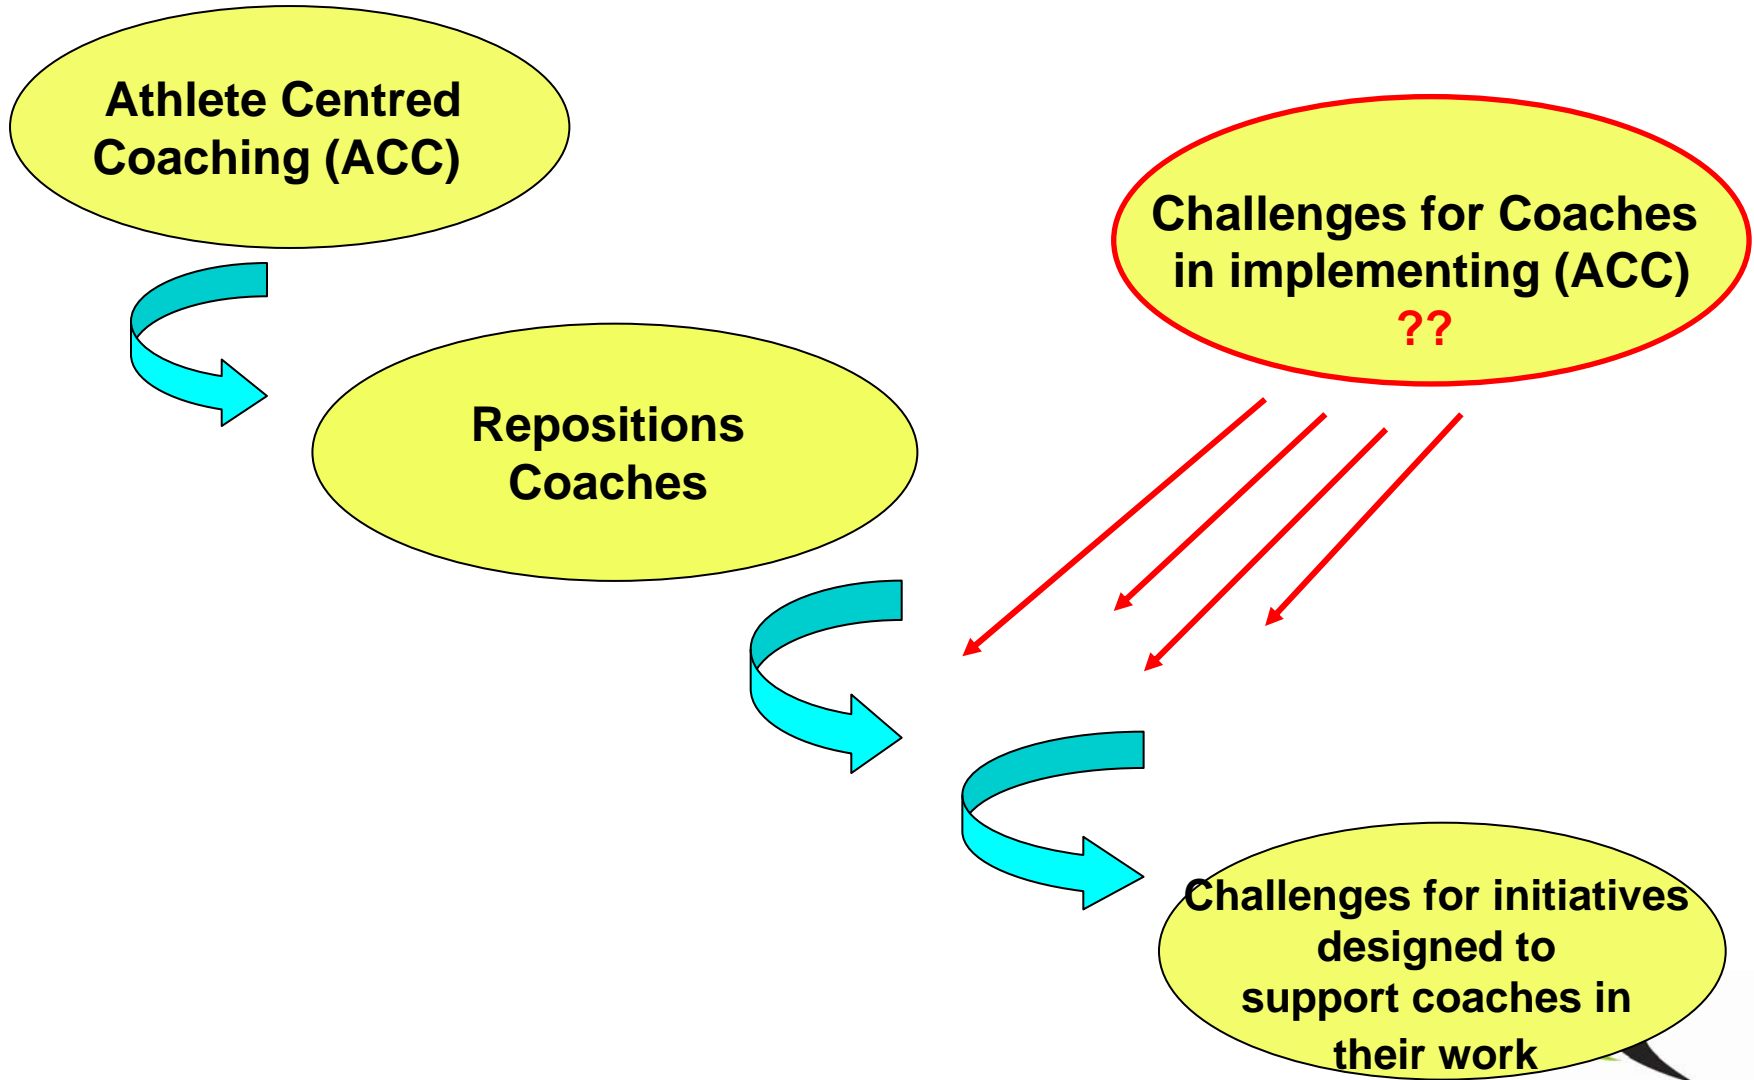 Athlete Centred
Coaching (ACC)
Challenges for Coaches
in implementing (ACC)
??
Repositions
Coaches
Challenges for initiatives
designed to
support coaches in
their work